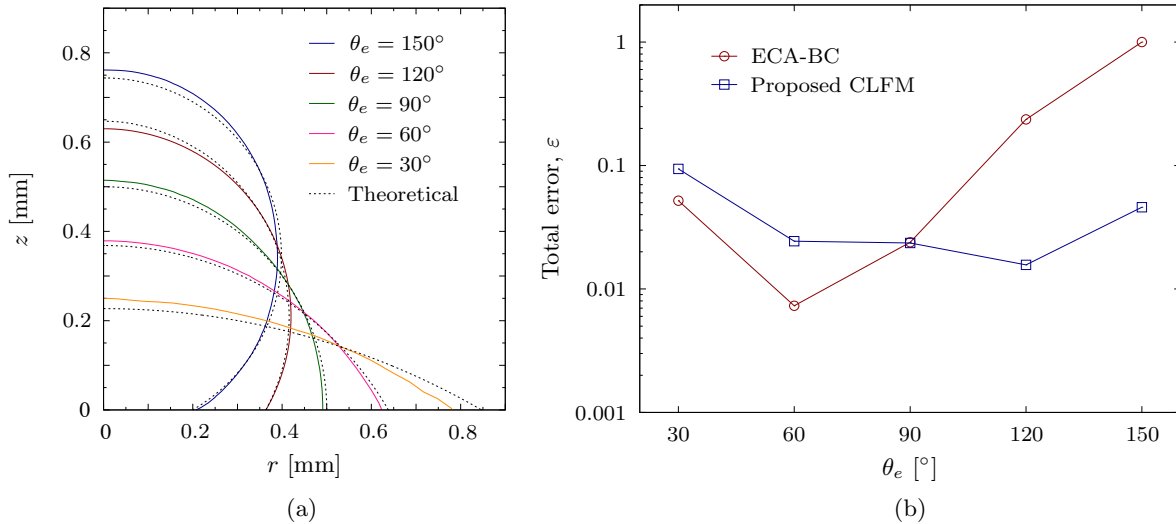 0.8
0.6
0.4
0.2
0
0
0.2
0.4
0.6
0.8
z [mm]
r [mm]
θe = 150°
θe = 120°
θe = 90°
θe = 60°
θe = 30°
Theoretical
(a)
1
0.1
0.01
0.001
30
60
90
120
150
Total error, ε
θe [°]
ECA-BC
Proposed CLFM
(b)